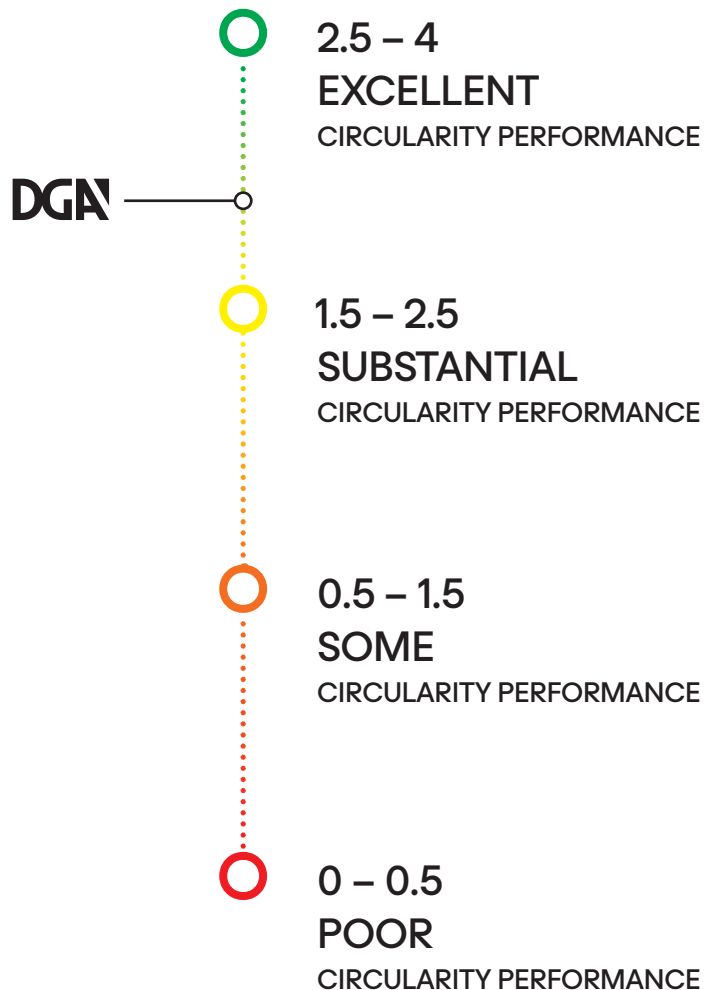 2.5 – 4
EXCELLENT
CIRCULARITY PERFORMANCE
DGA
1.5 – 2.5
SUBSTANTIAL
CIRCULARITY PERFORMANCE
0.5 – 1.5
SOME
CIRCULARITY PERFORMANCE
0 – 0.5
POOR
CIRCULARITY PERFORMANCE